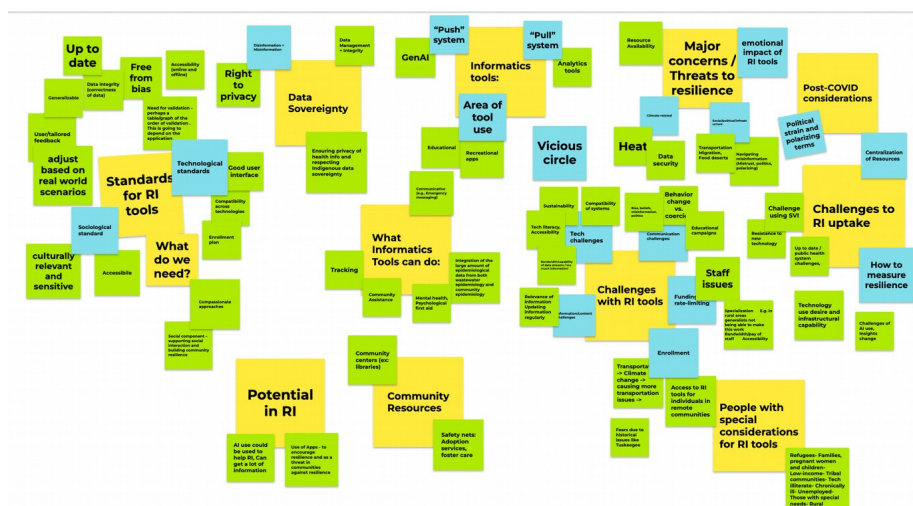 Up to
date
Free
from
bias
Accessibility
(online and
offline)
Generalizable
Data Integrity
(correctness
of data)
User/tailored
feedback
Need for validation -
perhaps a
table/graph of the
order of validation .
This is going to
depend on the
application
adjust
based on
real world
scenarios
Standards
for RI
tools
Technological
standards
Good user
interface
Compatibility
across
technologies
Sociological
standard
What
do we
need?
Enrollment
plan
culturally
relevant and
sensitive
Accessibile
Compassionate
approaches
Social component -
supporting social
interaction and
building community
resilience
Disinformation +
Misinformation
Data
Management
+ Integrity
Right
to
privacy
Data
Sovereignty
Ensuring privacy of
health info and
respecting
Indigenous data
sovereignty
"Push"
system
"Pull"
system
GenAI
Informatics
tools:
Analytics
tools
Area of
tool
use
Educational
Recreational
apps
Communicative
(e.g., Emergency
messaging)
What
Informatics
Tools can do:
Tracking
Community
Assistance
Mental health,
Psychological
first aid
Integration of the
large amount of
epidemiological
data from both
wastewater
epidemiology and
community
epidemiology
Vicious
circle
Resource
Availability
Major
concerns /
Threats to
resilience
emotional
impact of
RI tools
Climate related
Heat
Data
security
Transportation
Migration,
Food deserts
Navigating
misinformation
(Mistrust, politics,
polarizing)
Post-COVID
considerations
Political
strain and
polarizing
terms
Centralization
of Resources
Challenge
using SVI
Challenges to
RI uptake
Resistance to
new
technology
Up to date /
public health
system
challenges,
How to
measure
resilience
Technology
use desire and
infrastructural
capability
Challenges of
AI use,
insights
change
Sustainability
Compatibility
of systems
Tech literacy,
Accessibility
Tech
challenges
Behavior
change
vs.
Communication
challenges
Educational
campaigns
Challenges
with RI tools
Relevance of
Information
Updating
information
regularly
Staff
issues
Funding
rate-limiting
Specialization E.g. in
rural areas
generalists not
being able to make
this work
Bandwidth/pay of
staff Accessibility
Enrollment
Transportat
-> Climate
change ->
causing more
transportation
issues ->
Access to RI
tools for
individuals in
remote
communities
Fears due to
historical
issues like
Tuskeegee
People with
special
considerations
for RI tools
Refugees- Families,
pregnant women
and children-
Low-income- Tribal
communities- Tech
illiterate- Chronically
ill- Unemployed-
Those with special
needs- Rural
Community
centers (ex:
libraries)
Community
Resources
Safety nets:
Adoption
services,
foster care
Potential
in RI
AI use could be
used to
help RI, Can
get a lot of
information
Use of Apps - to
encourage
resilience and as a
threat in
communities
against resilience